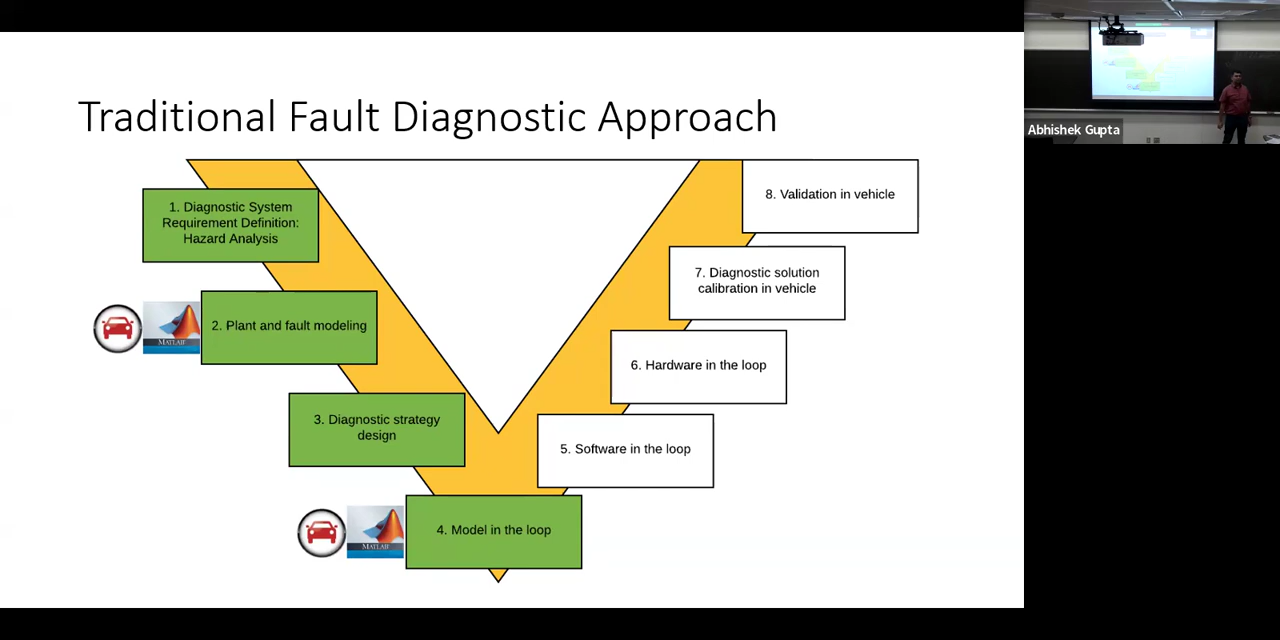 Traditional Fault Diagnostic Approach
1. Diagnostic System
Requirement Definition:
Hazard Analysis
MATLAB
2. Plant and fault modeling
3. Diagnostic strategy
design
MATLAB
4. Model in the loop
5. Software in the loop
6. Hardware in the loop
7. Diagnostic solution
calibration in vehicle
8. Validation in vehicle
Abhishek Gupta